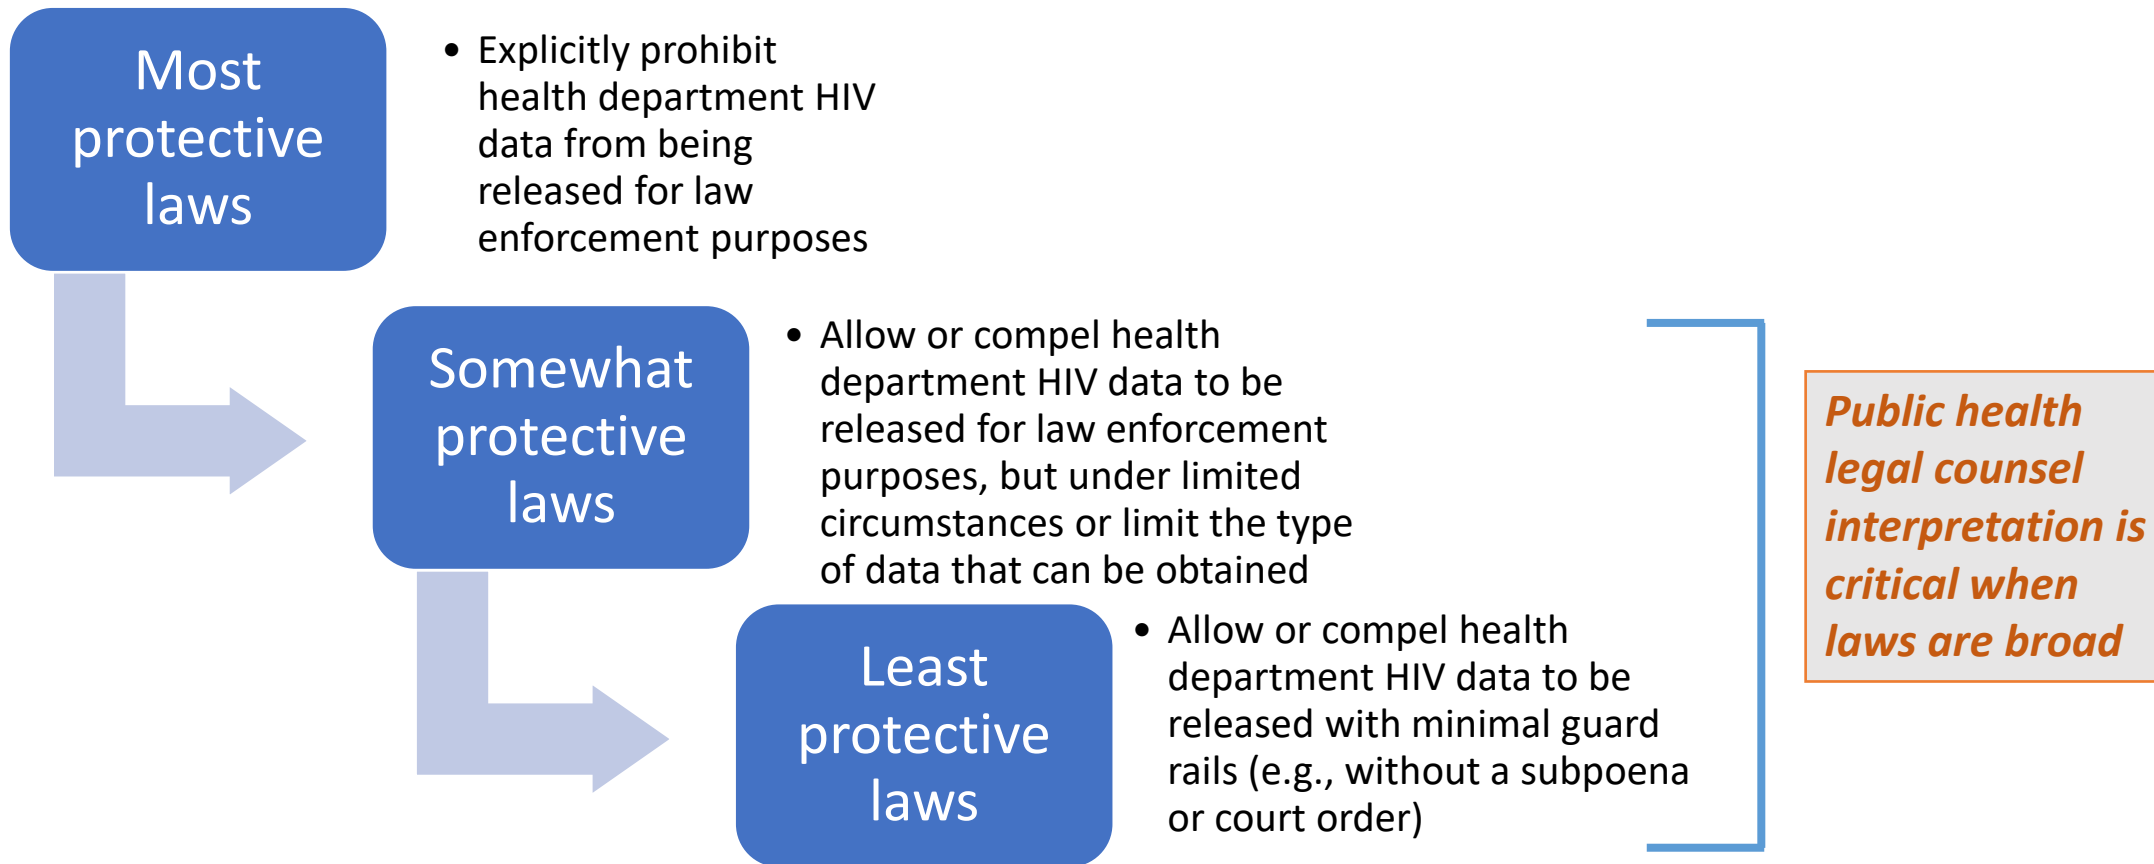 Most
protective
laws
• Explicitly prohibit
health department HIV
data from being
released for law
enforcement purposes
Somewhat
protective
laws
• Allow or compel health
department HIV data to be
released for law enforcement
purposes, but under limited
circumstances or limit the type
of data that can be obtained
Least
protective
laws
• Allow or compel health
department HIV data to be
released with minimal guard
rails (e.g., without a subpoena
or court order)
Public health
legal counsel
interpretation is
critical when
laws are broad